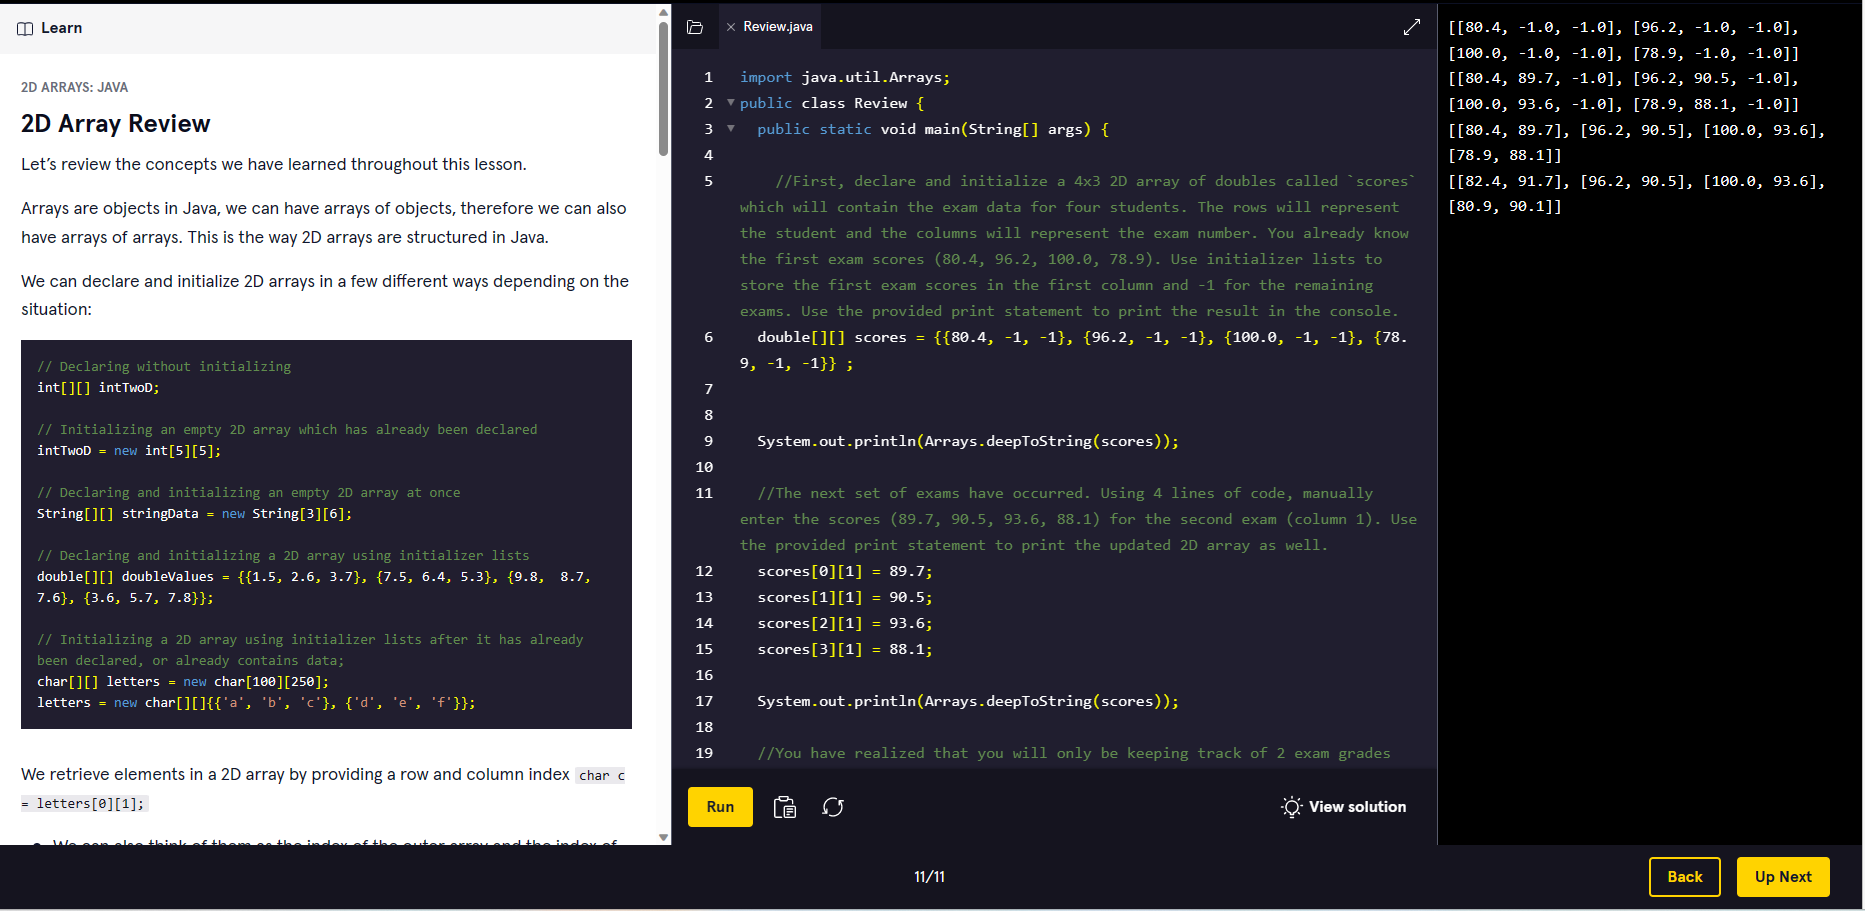 Learn
2D ARRAYS: JAVA
2D Array Review
Let's review the concepts we have learned throughout this lesson.
Arrays are objects in Java, we can have arrays of objects, therefore we can also
have arrays of arrays. This is the way 2D arrays are structured in Java.
We can declare and initialize 2D arrays in a few different ways depending on the
situation:
// Declaring without initializing
int[][] intTwoD;
// Initializing an empty 2D array which has already been declared
intTwoD = new int[5][5];
// Declaring and initializing an empty 2D array at once
String[][] stringData = new String[3][6];
// Declaring and initializing a 2D array using initializer lists
double[][] doubleValues = {{1.5, 2.6, 3.7}, {7.5, 6.4, 5.3}, {9.8,  8.7,
7.6}, {3.6, 5.7, 7.8}};
// Initializing a 2D array using initializer lists after it has already
been declared, or already contains data;
char[][] letters = new char[100][250];
letters = new char[][]{{'a', 'b', 'c'}, {'d', 'e', 'f'}};
We retrieve elements in a 2D array by providing a row and column index char c
= letters[0][1];
• We can also think of them as the index of the outer array and the index of
Review.java
1 import java.util.Arrays;
2 public class Review {
3 public static void main(String[] args) {
4
5 //First, declare and initialize a 4x3 2D array of doubles called `scores`
which will contain the exam data for four students. The rows will represent
the student and the columns will represent the exam number. You already know
the first exam scores (80.4, 96.2, 100.0, 78.9). Use initializer lists to
store the first exam scores in the first column and -1 for the remaining
exams. Use the provided print statement to print the result in the console.
6 double[][] scores = {{80.4, -1, -1}, {96.2, -1, -1}, {100.0, -1, -1}, {78.
9, -1, -1}} ;
7
8
9 System.out.println(Arrays.deepToString(scores));
10
11 //The next set of exams have occurred. Using 4 lines of code, manually
enter the scores (89.7, 90.5, 93.6, 88.1) for the second exam (column 1). Use
the provided print statement to print the updated 2D array as well.
12 scores[0][1] = 89.7;
13 scores[1][1] = 90.5;
14 scores[2][1] = 93.6;
15 scores[3][1] = 88.1;
16
17 System.out.println(Arrays.deepToString(scores));
18
19 //You have realized that you will only be keeping track of 2 exam grades
Run
View solution
[[80.4, -1.0, -1.0], [96.2, -1.0, -1.0],
[100.0, -1.0, -1.0], [78.9, -1.0, -1.0]]
[[80.4, 89.7, -1.0], [96.2, 90.5, -1.0],
[100.0, 93.6, -1.0], [78.9, 88.1, -1.0]]
[[80.4, 89.7], [96.2, 90.5], [100.0, 93.6],
[78.9, 88.1]]
[[82.4, 91.7], [96.2, 90.5], [100.0, 93.6],
[80.9, 90.1]]
11/11
Back
Up Next